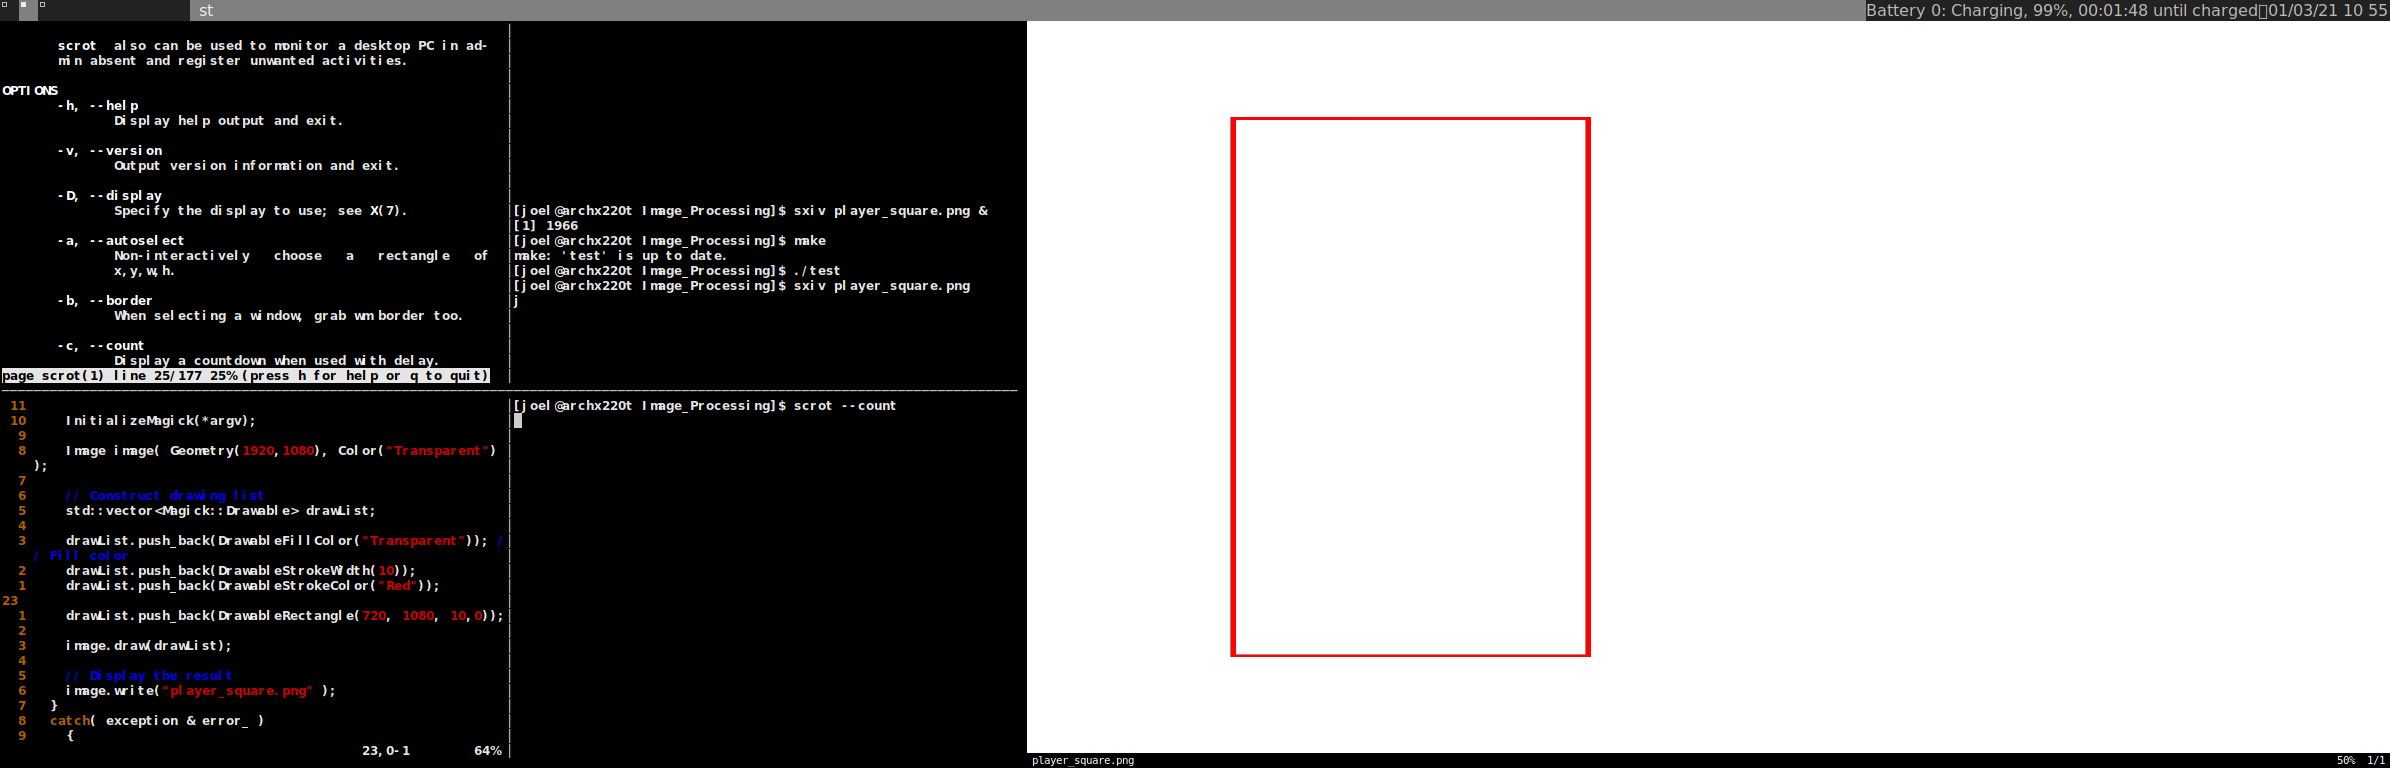 st
Battery 0: Charging, 99%, 00:01:48 until charged▯01/03/21 10 55
scrot also can be used to monitor a desktop PC in ad-
min absent and register unwanted activities.
OPTIONS
-h, --help
Display help output and exit.
-v, --version
Output version information and exit.
-D, --display
Specify the display to use; see X(7).
-a, --autoselect
Non-interactively choose a rectangle of
x,y,w,h.
-b, --border
When selecting a window, grab wm border too.
-c, --count
Display a countdown when used with delay.
page scrot(1) line 25/177 25% (press h for help or q to quit)
[joel@archx220t Image_Processing]$ sxiv player_square.png &
[1] 1966
[joel@archx220t Image_Processing]$ make
make: 'test' is up to date.
[joel@archx220t Image_Processing]$ ./test
[joel@archx220t Image_Processing]$ sxiv player_square.png
j
11
10 InitializeMagick(*argv);
9
8 Image image( Geometry(1920,1080), Color("Transparent")
);
7
6 // Construct drawing list
5 std::vector<Magick::Drawable> drawList;
4
3 drawList.push_back(DrawableFillColor("Transparent")); /
/ Fill color
2 drawList.push_back(DrawableStrokeWidth(10));
1 drawList.push_back(DrawableStrokeColor("Red"));
23
1 drawList.push_back(DrawableRectangle(720, 1080, 10,0));
2
3 image.draw(drawList);
4
5 // Display the result
6 image.write("player_square.png" );
7 }
8 catch( exception & error_ )
9 {
23,0-1 64%
[joel@archx220t Image_Processing]$ scrot --count
player_square.png
50% 1/1